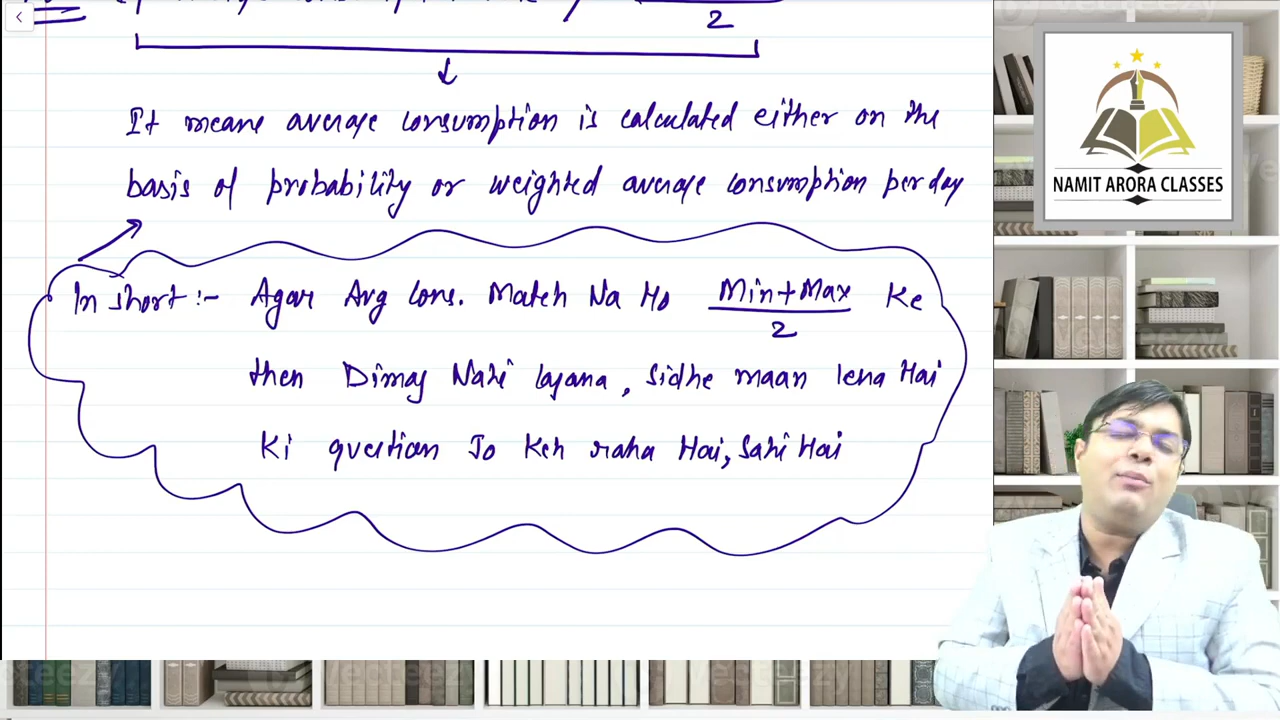 2
It means average consumption is calculated either on the
basis of probability or weighted average consumption per day
In short :- Agar Avg Cons. Match Na Ho Min+Max Ke
2
then Dimag Nahi lagana, Sidhe maan lena Hai
Ki question Jo Keh raha Hai, Sahi Hai
NAMIT ARORA CLASSES